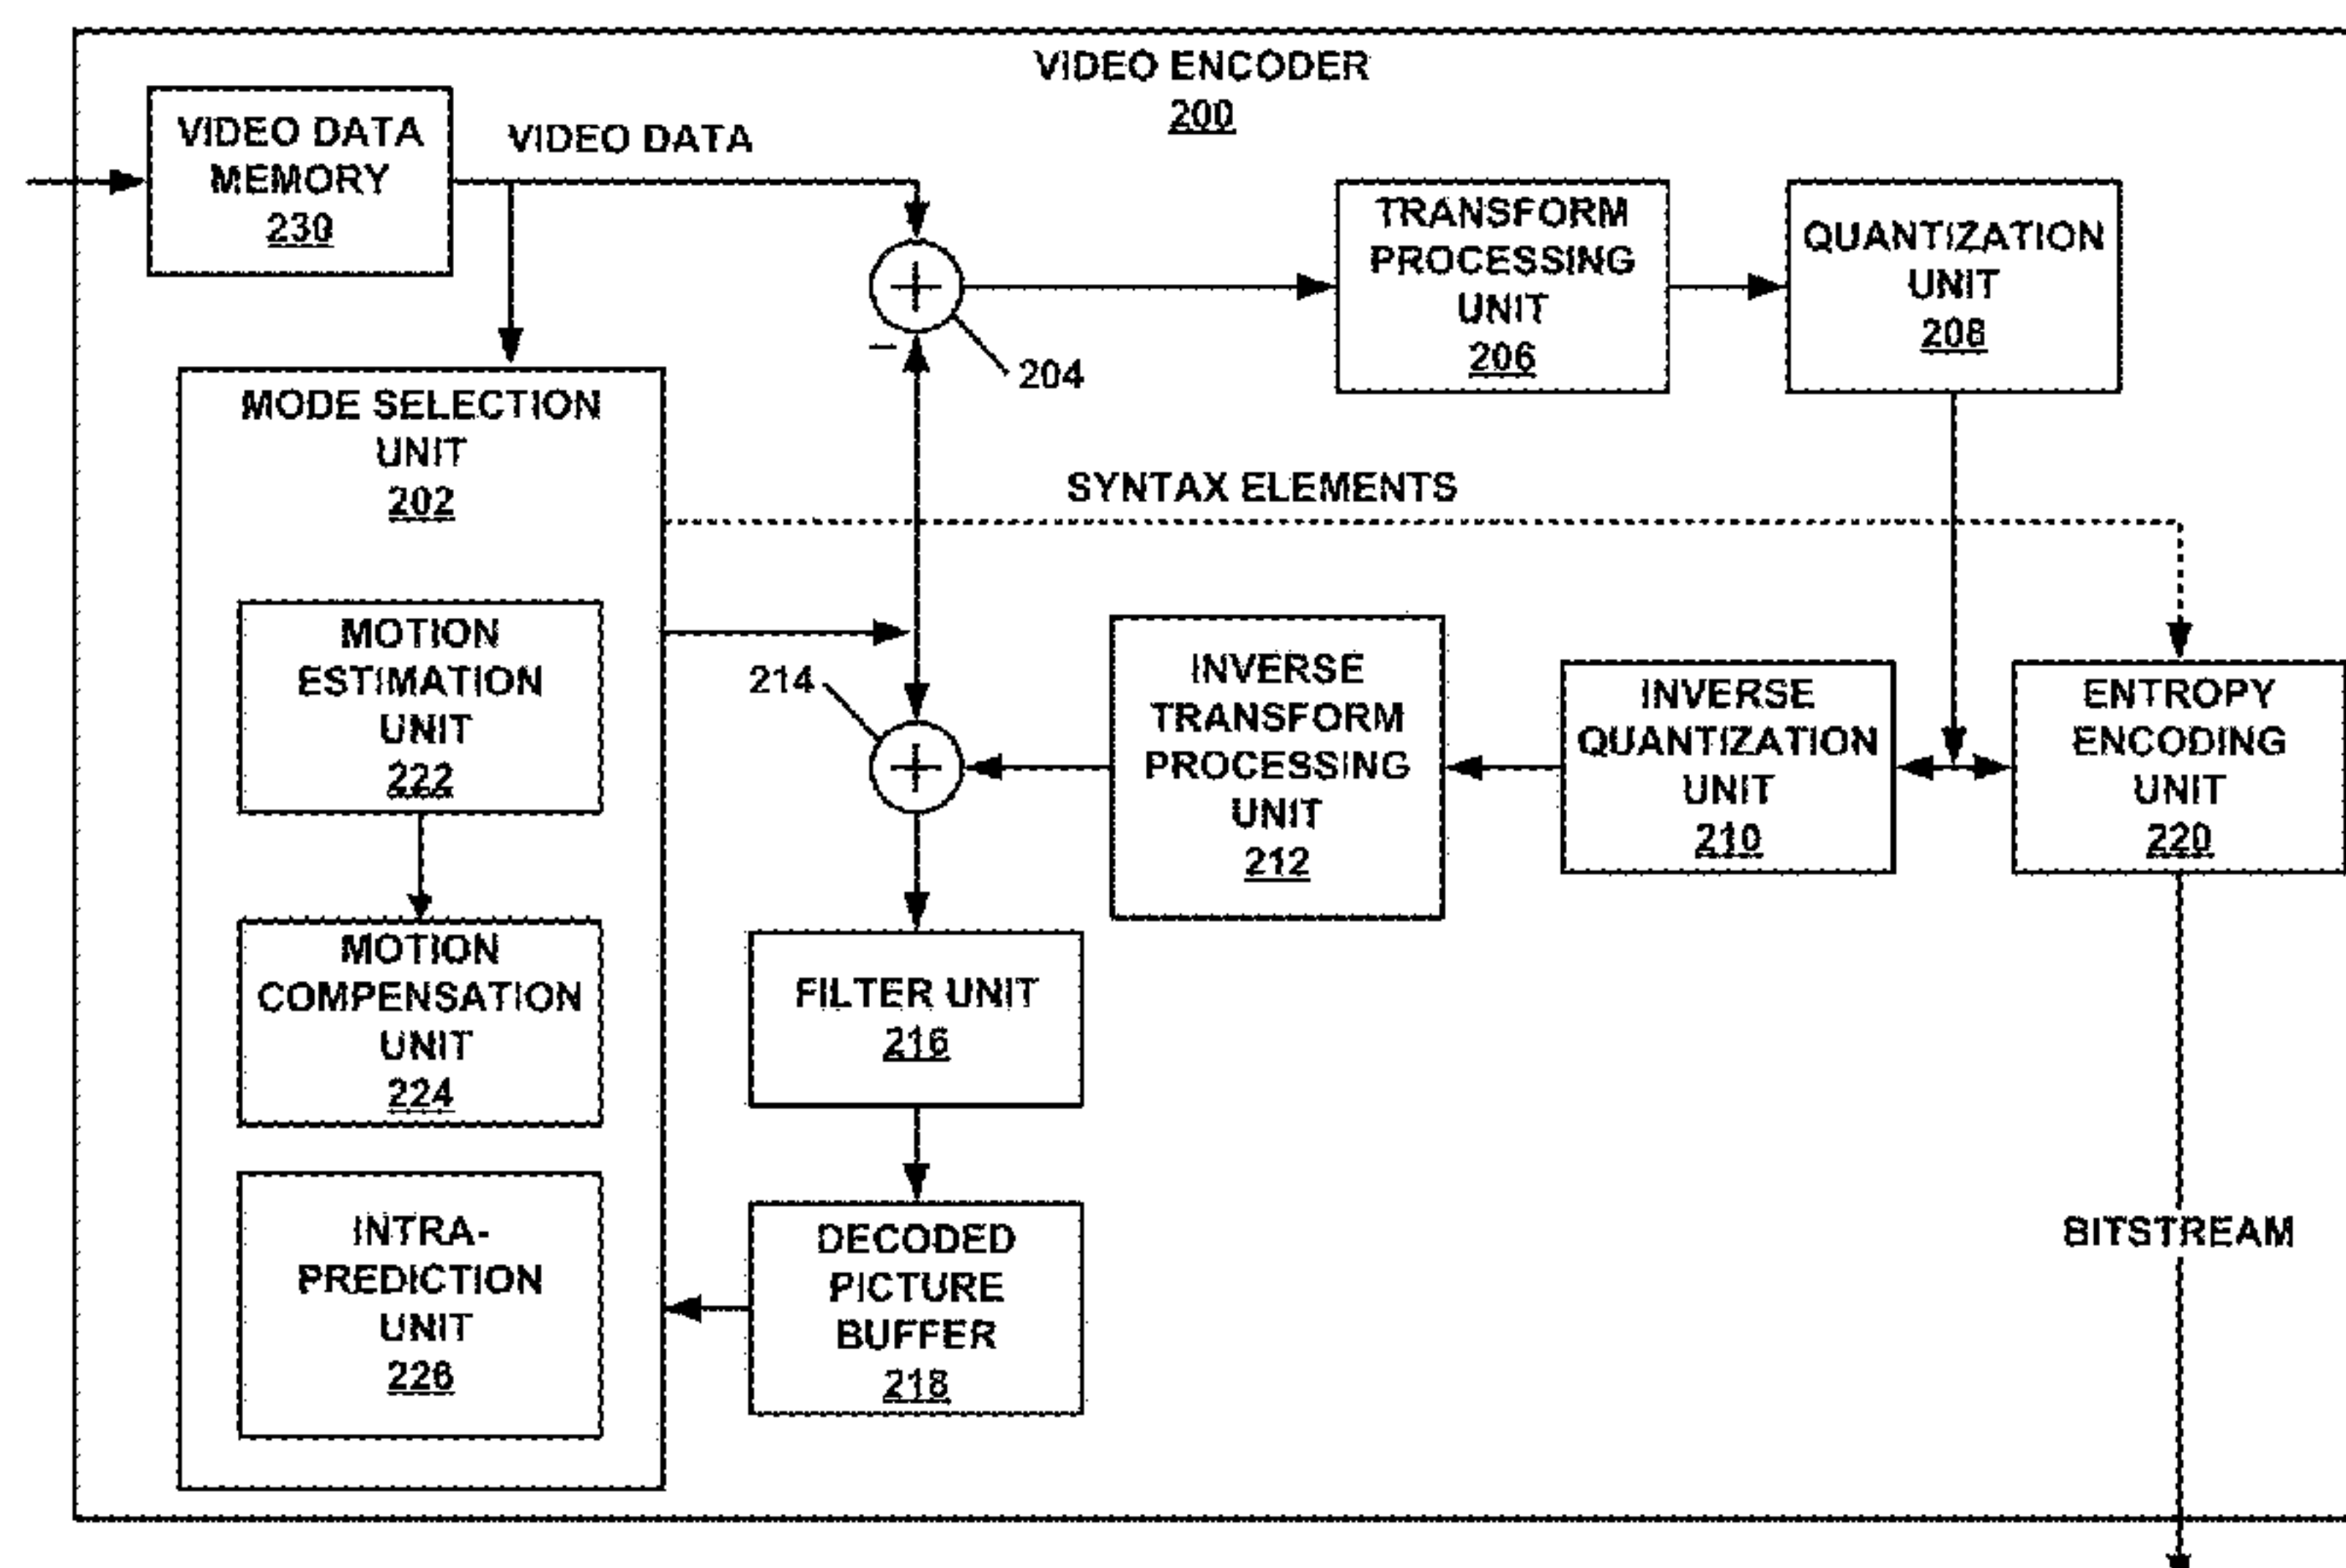 VIDEO ENCODER
200
VIDEO DATA
MEMORY
230
VIDEO DATA
204
TRANSFORM
PROCESSING
UNIT
206
QUANTIZATION
UNIT
208
MODE SELECTION
UNIT
202
SYNTAX ELEMENTS
MOTION
ESTIMATION
UNIT
222
214
INVERSE
TRANSFORM
PROCESSING
UNIT
212
INVERSE
QUANTIZATION
UNIT
210
ENTROPY
ENCODING
UNIT
220
MOTION
COMPENSATION
UNIT
224
FILTER UNIT
216
INTRA-
PREDICTION
UNIT
226
DECODED
PICTURE
BUFFER
218
BITSTREAM